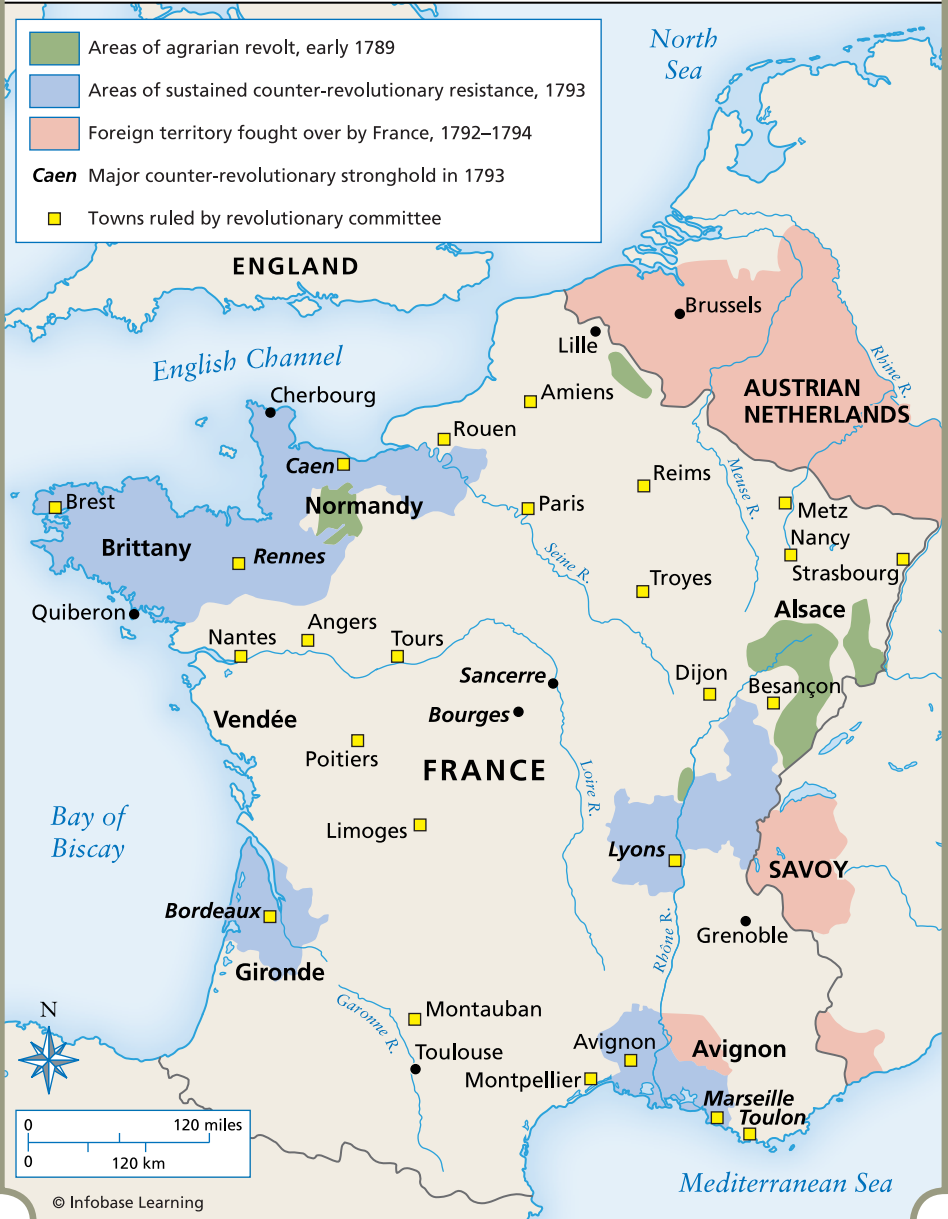 Areas of agrarian revolt, early 1789
Areas of sustained counter-revolutionary resistance, 1793
Foreign territory fought over by France, 1792–1794
Caen Major counter-revolutionary stronghold in 1793
Towns ruled by revolutionary committee
North
Sea
ENGLAND
English Channel
Brussels
Lille
Rhine R.
AUSTRIAN
NETHERLANDS
Amiens
Cherbourg
Rouen
Caen
Reims
Meuse R.
Brest
Normandy
Paris
Metz
Brittany
Rennes
Nancy
Seine R.
Troyes
Strasbourg
Quiberon
Alsace
Angers
Nantes
Tours
Sancerre
Dijon
Besançon
Vendée
Bourges
Poitiers
FRANCE
Loire R.
Bay of
Biscay
Limoges
Lyons
SAVOY
Bordeaux
Rhône R.
Grenoble
Gironde
N
Garonne R.
Montauban
Avignon
Avignon
Toulouse
Montpellier
Marseille
Toulon
0 120 miles
0 120 km
Mediterranean Sea
© Infobase Learning